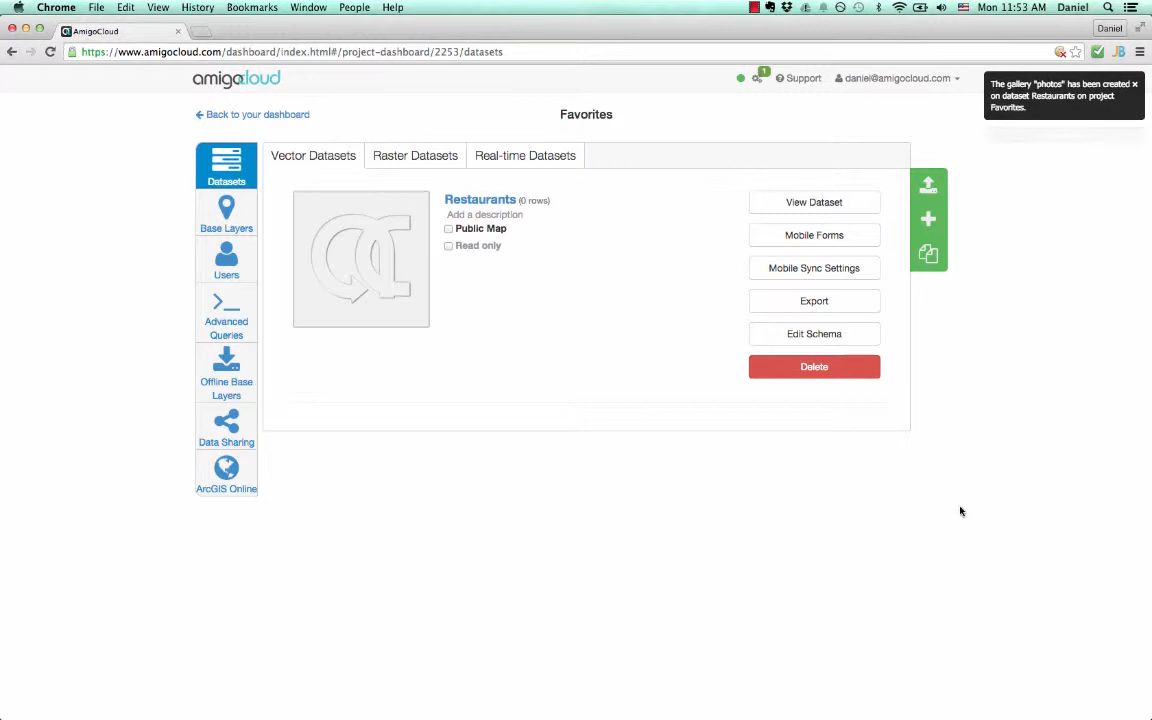 Chrome File Edit View History Bookmarks Window People Help Mon 11:53 AM Daniel
AmigoCloud
Daniel
https://www.amigocloud.com/dashboard/index.html#/project-dashboard/2253/datasets
JB
amigocloud
1
Support
daniel@amigocloud.com
The gallery "photos" has been created
on dataset Restaurants on project
Favorites.
Back to your dashboard
Favorites
Datasets
Base Layers
Users
Advanced
Queries
Offline Base
Layers
Data Sharing
ArcGIS Online
Vector Datasets
Raster Datasets
Real-time Datasets
Restaurants (0 rows)
Add a description
Public Map
Read only
View Dataset
Mobile Forms
Mobile Sync Settings
Export
Edit Schema
Delete